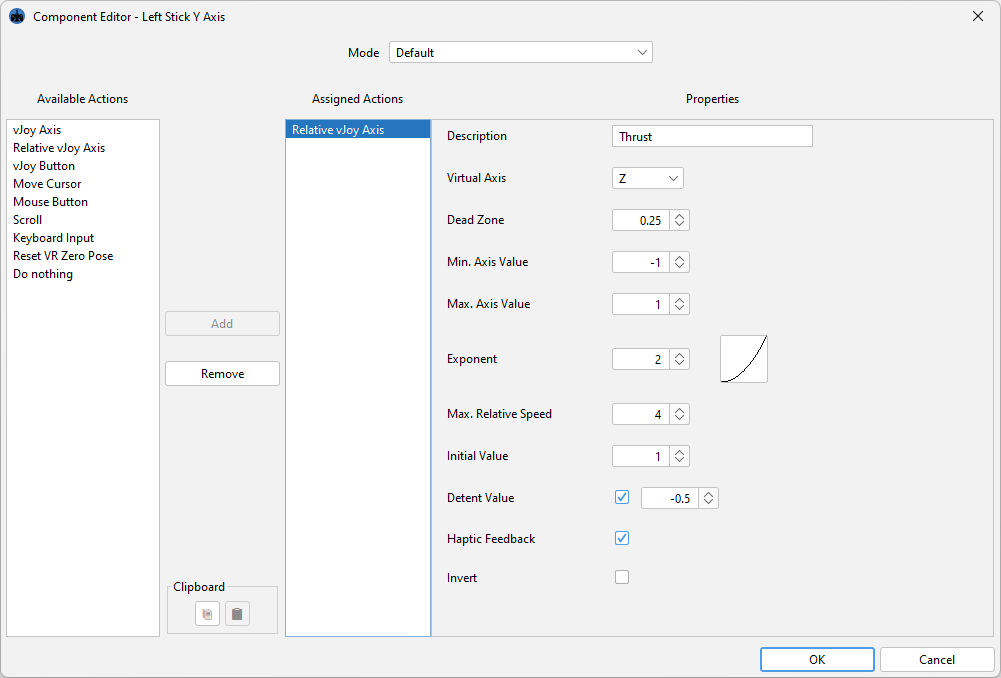 Component Editor - Left Stick Y Axis
Mode Default
Available Actions
Assigned Actions
Properties
vJoy Axis
Relative vJoy Axis
vJoy Button
Move Cursor
Mouse Button
Scroll
Keyboard Input
Reset VR Zero Pose
Do nothing
Add
Remove
Clipboard
Relative vJoy Axis
Description Thrust
Virtual Axis Z
Dead Zone 0.25
Min. Axis Value -1
Max. Axis Value 1
Exponent 2
Max. Relative Speed 4
Initial Value 1
Detent Value -0.5
Haptic Feedback
Invert
OK
Cancel